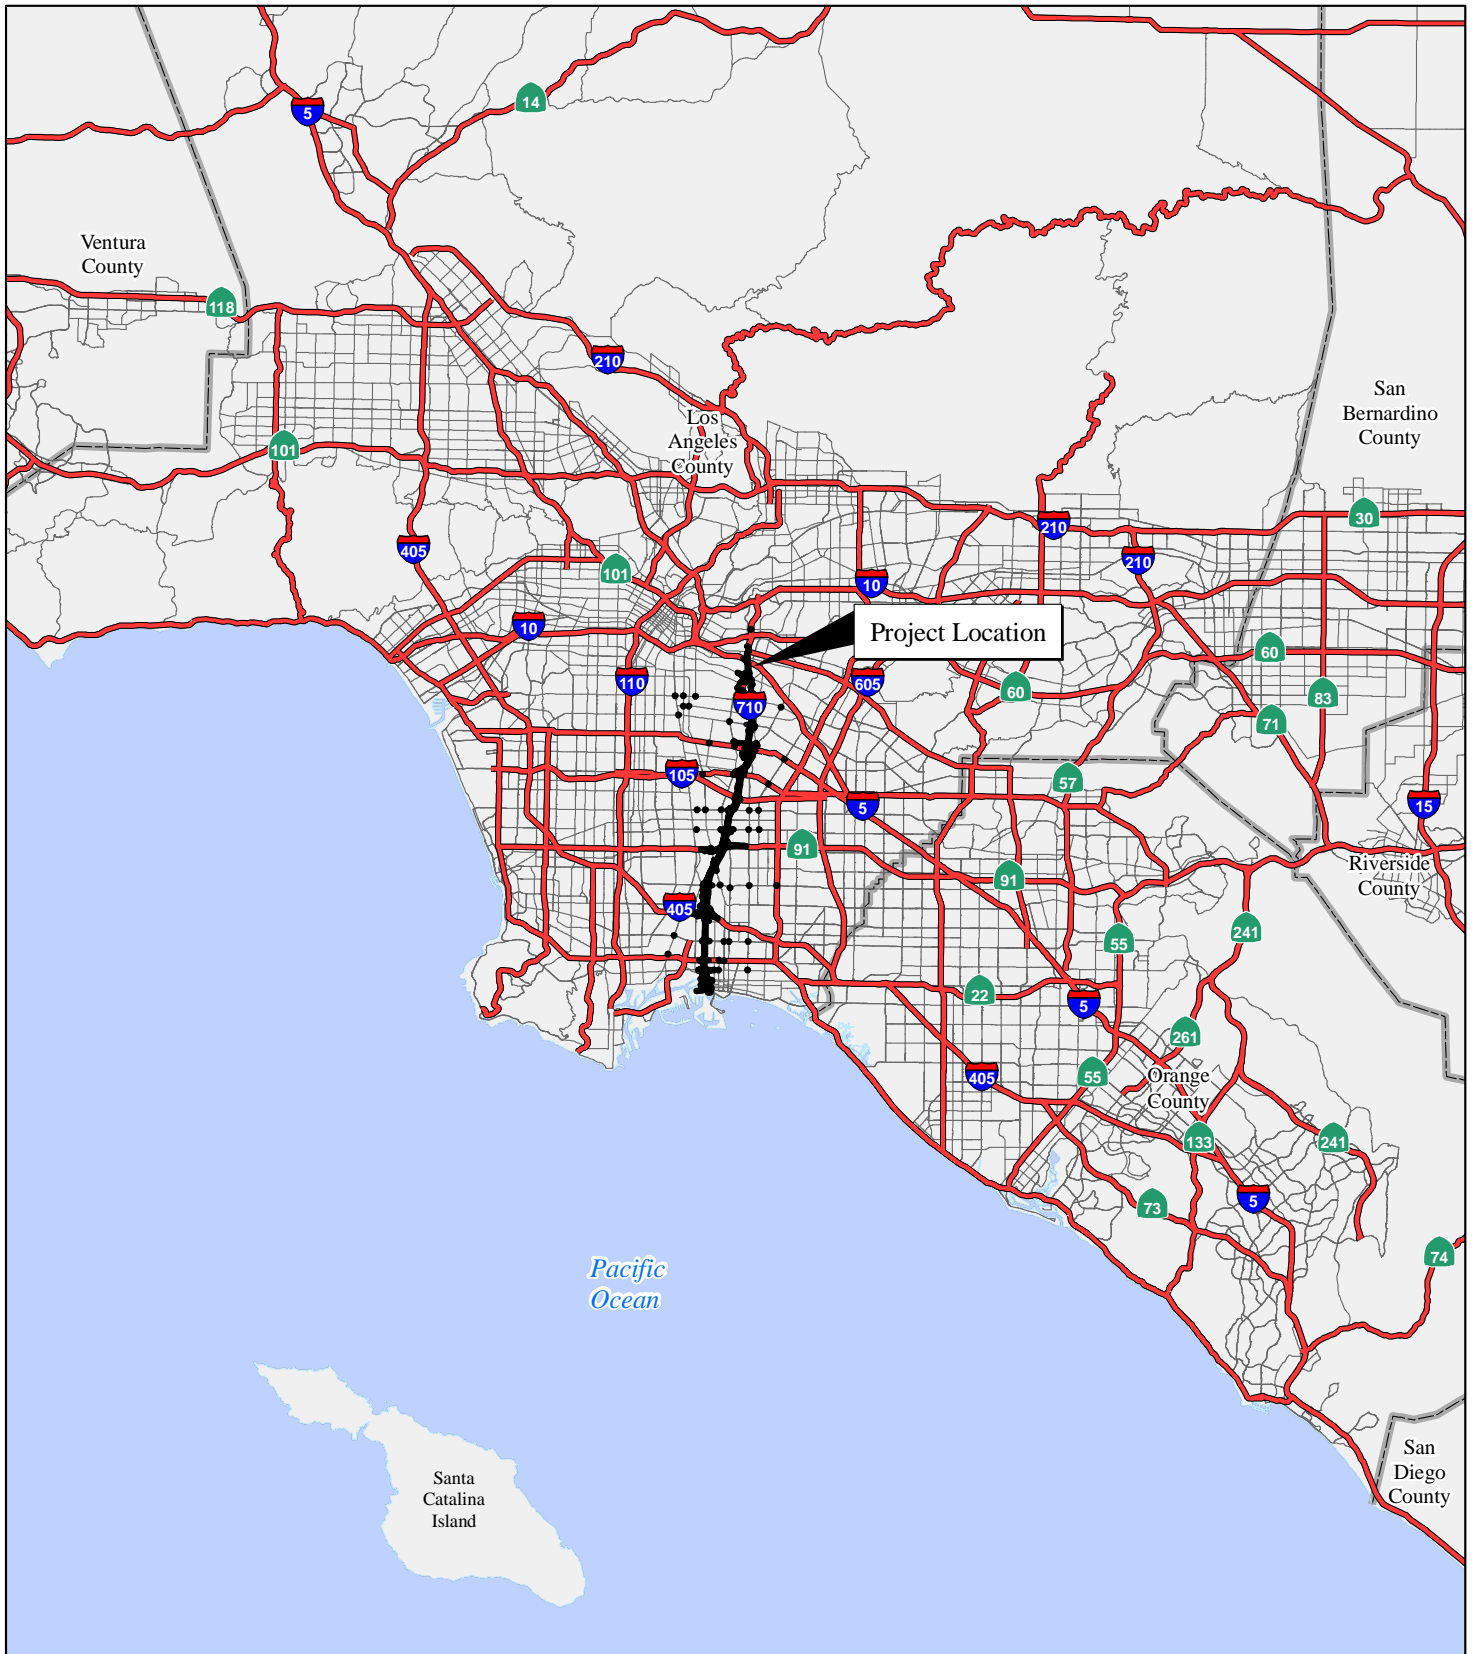 5
14
Ventura
County
118
210
San
Bernardino
County
Los
Angeles
County
101
30
210
405
210
101
10
10
Project Location
60
110
605
60
83
710
71
105
57
5
15
91
Riverside
County
91
405
241
55
22
5
261
405
55
Orange
County
133
241
5
73
74
Pacific
Ocean
San
Diego
County
Santa
Catalina
Island